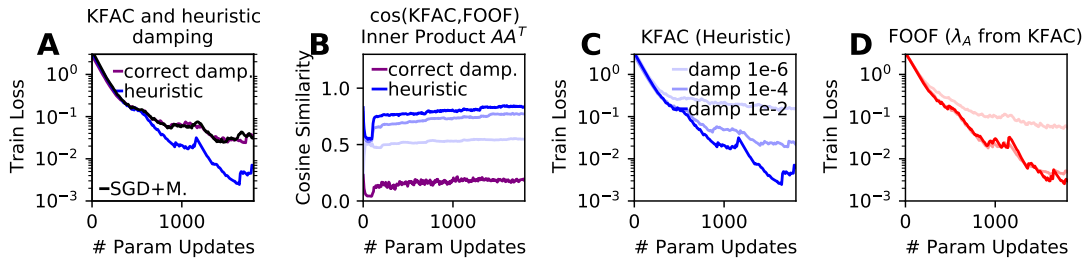 A
KFAC and heuristic
damping
correct damp.
heuristic
SGD+M.
Train Loss
10^0
10^-1
10^-2
10^-3
0
1000
# Param Updates
B
cos(KFAC,FOOF)
Inner Product AA^T
correct damp.
heuristic
Cosine Similarity
1.0
0.5
0.0
0
1000
# Param Updates
C
KFAC (Heuristic)
damp 1e-6
damp 1e-4
damp 1e-2
Train Loss
10^0
10^-1
10^-2
10^-3
0
1000
# Param Updates
D
FOOF (λ_A from KFAC)
Train Loss
10^0
10^-1
10^-2
10^-3
0
1000
# Param Updates